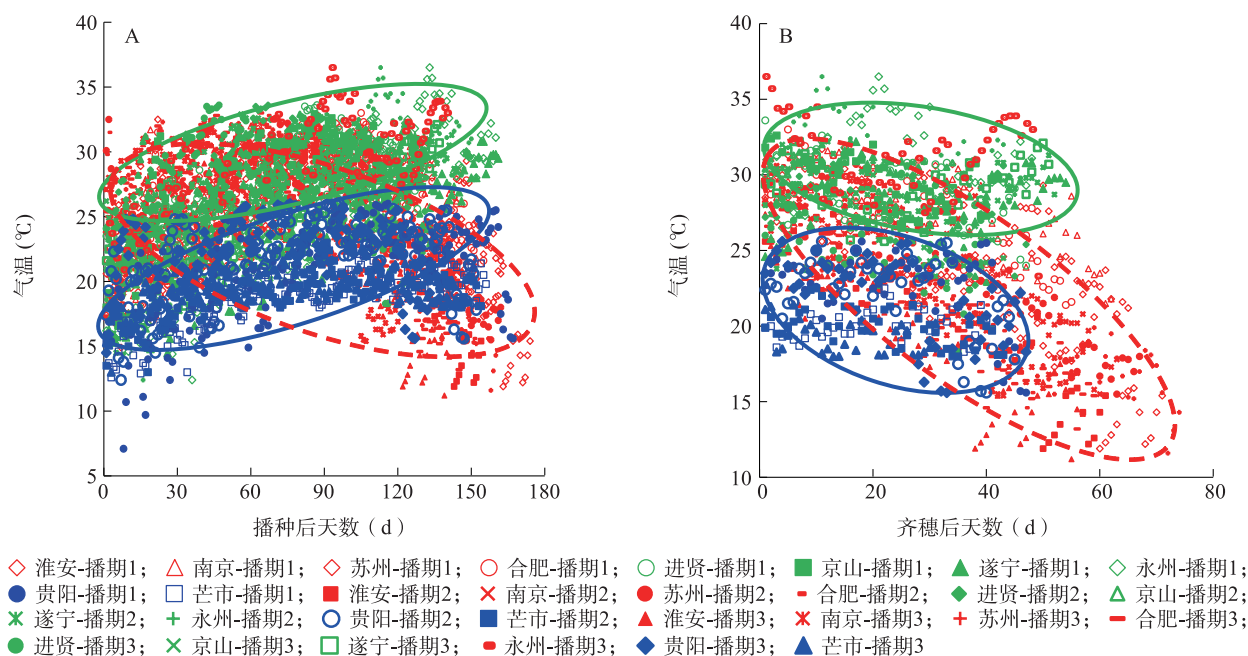 A
40
35
30
25
20
15
10
5
0
30
60
90
120
150
180
气温(℃)
播种后天数(d)
B
40
35
30
25
20
15
10
0
20
40
60
80
气温(℃)
齐穗后天数(d)
淮安-播期1; 南京-播期1; 苏州-播期1; 合肥-播期1; 进贤-播期1; 京山-播期1; 遂宁-播期1; 永州-播期1;
贵阳-播期1; 芒市-播期1; 淮安-播期2; 南京-播期2; 苏州-播期2; 合肥-播期2; 进贤-播期2; 京山-播期2;
遂宁-播期2; 永州-播期2; 贵阳-播期2; 芒市-播期2; 淮安-播期3; 南京-播期3; 苏州-播期3; 合肥-播期3;
进贤-播期3; 京山-播期3; 遂宁-播期3; 永州-播期3; 贵阳-播期3; 芒市-播期3